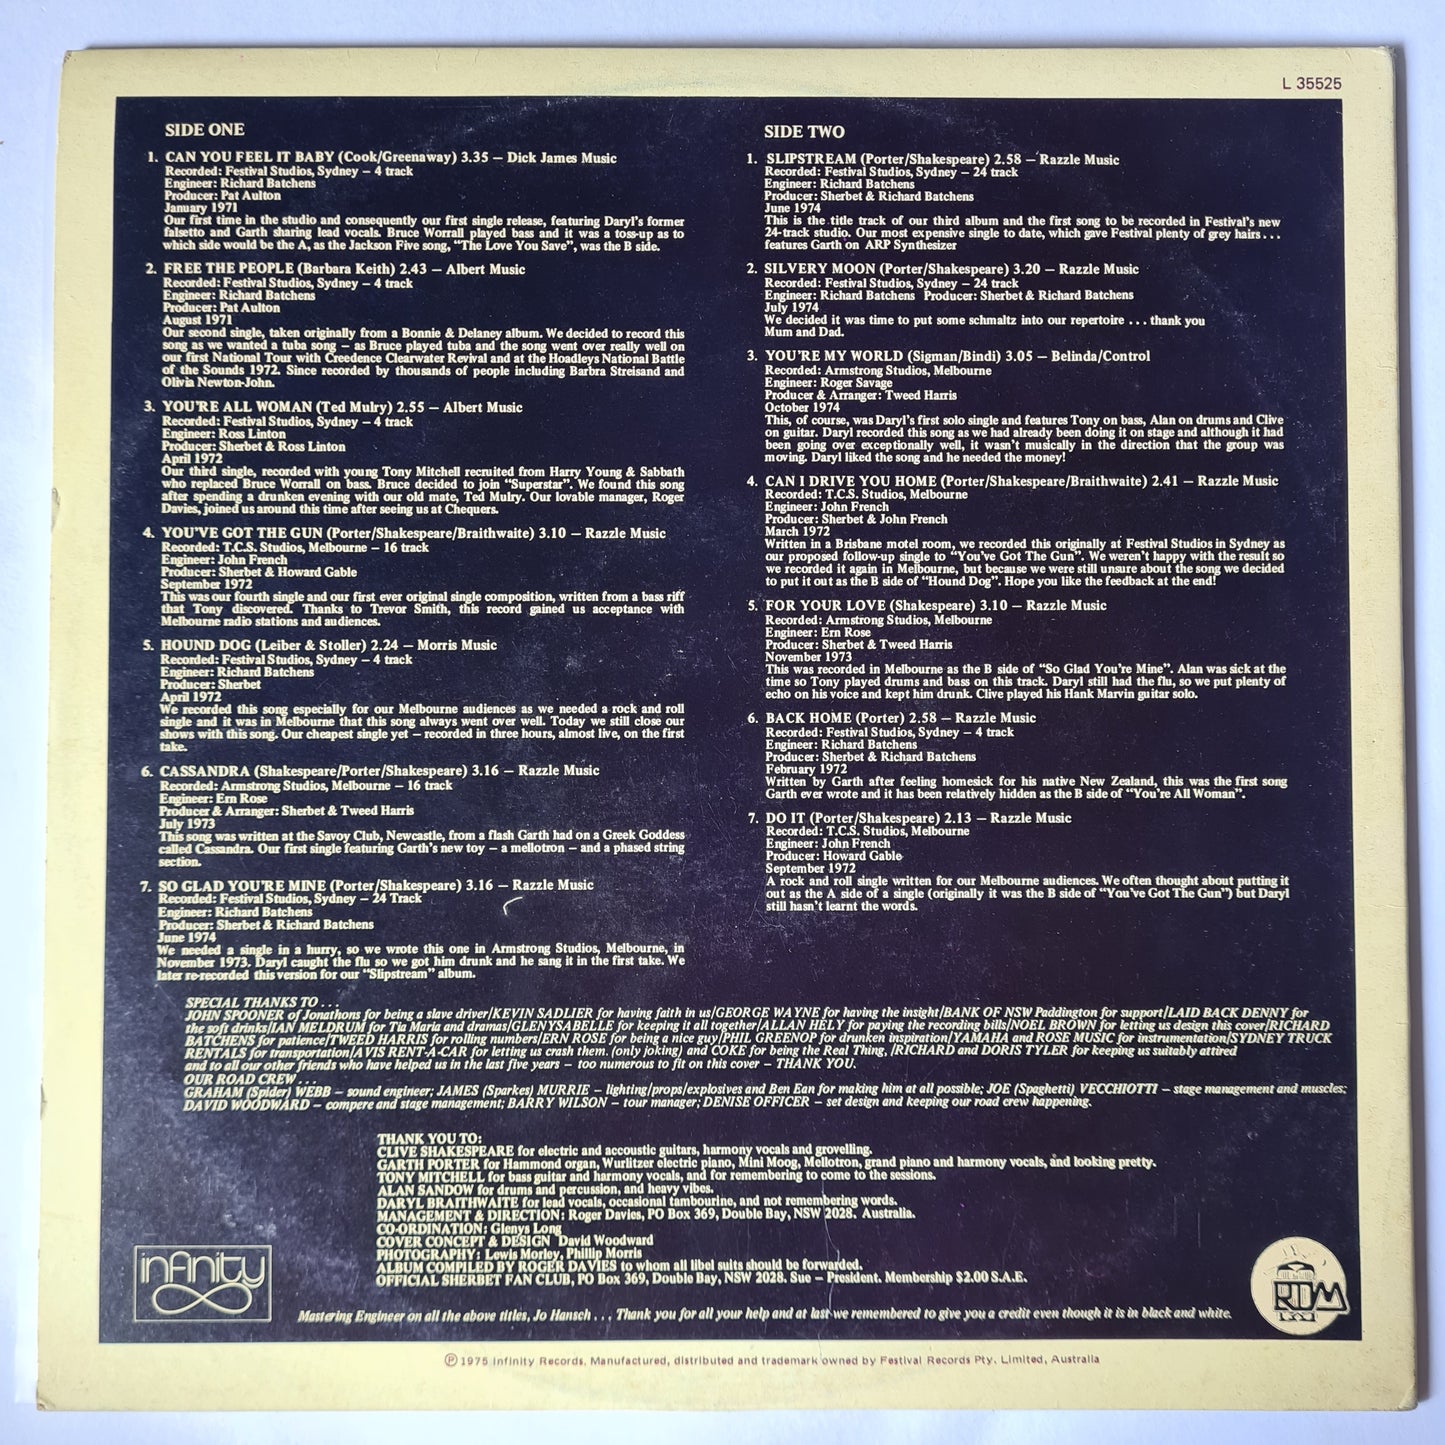 L 35525
SIDE ONE
1. CAN YOU FEEL IT BABY (Cook/Greenaway) 3.35 — Dick James Music
Recorded: Festival Studios, Sydney — 4 track
Engineer: Richard Batchens
Producer: Pat Aulton
January 1971
Our first time in the studio and consequently our first single release, featuring Daryl's former
falsetto and Garth sharing lead vocals. Bruce Worrall played bass and it was a toss-up as to
which side would be the A, as the Jackson Five song, "The Love You Save", was the B side.
2. FREE THE PEOPLE (Barbara Keith) 2.43 — Albert Music
Recorded: Festival Studios, Sydney — 4 track
Engineer: Richard Batchens
Producer: Pat Aulton
August 1971
Our second single, taken originally from a Bonnie & Delaney album. We decided to record this
song as we wanted a tuba song — as Bruce played tuba and the song went over really well on
our first National Tour with Creedence Clearwater Revival and at the Hoadleys National Battle
of the Sounds 1972. Since recorded by thousands of people including Barbra Streisand and
Olivia Newton-John.
3. YOU'RE ALL WOMAN (Ted Mulry) 2.55 — Albert Music
Recorded: Festival Studios, Sydney — 4 track
Engineer: Ross Linton
Producer: Sherbet & Ross Linton
April 1972
Our third single, recorded with young Tony Mitchell recruited from Harry Young & Sabbath
who replaced Bruce Worrall on bass. Bruce decided to join "Superstar". We found this song
after spending a drunken evening with our old mate, Ted Mulry. Our lovable manager, Roger
Davies, joined us around this time after seeing us at Chequers.
4. YOU'VE GOT THE GUN (Porter/Shakespeare/Braithwaite) 3.10 — Razzle Music
Recorded: T.C.S. Studios, Melbourne — 16 track
Engineer: John French
Producer: Sherbet & Howard Gable
September 1972
This was our fourth single and our first ever original single composition, written from a bass riff
that Tony discovered. Thanks to Trevor Smith, this record gained us acceptance with
Melbourne radio stations and audiences.
5. HOUND DOG (Leiber & Stoller) 2.24 — Morris Music
Recorded: Festival Studios, Sydney — 4 track
Engineer: Richard Batchens
Producer: Sherbet
April 1972
We recorded this song especially for our Melbourne audiences as we needed a rock and roll
single and it was in Melbourne that this song always went over well. Today we still close our
shows with this song. Our cheapest single yet — recorded in three hours, almost live, on the first
take.
6. CASSANDRA (Shakespeare/Porter/Shakespeare) 3.16 — Razzle Music
Recorded: Armstrong Studios, Melbourne — 16 track
Engineer: Ern Rose
Producer & Arranger: Sherbet & Tweed Harris
July 1973
This song was written at the Savoy Club, Newcastle, from a flash Garth had on a Greek Goddess
called Cassandra. Our first single featuring Garth's new toy — a mellotron — and a phased string
section.
7. SO GLAD YOU'RE MINE (Porter/Shakespeare) 3.16 — Razzle Music
Recorded: Festival Studios, Sydney — 24 Track
Engineer: Richard Batchens
Producer: Sherbet & Richard Batchens
June 1974
We needed a single in a hurry, so we wrote this one in Armstrong Studios, Melbourne, in
November 1973. Daryl caught the flu so we got him drunk and he sang it in the first take. We
later re-recorded this version for our "Slipstream" album.
SIDE TWO
1. SLIPSTREAM (Porter/Shakespeare) 2.58 — Razzle Music
Recorded: Festival Studios, Sydney — 24 track
Engineer: Richard Batchens
Producer: Sherbet & Richard Batchens
June 1974
This is the title track of our third album and the first song to be recorded in Festival's new
24-track studio. Our most expensive single to date, which gave Festival plenty of grey hairs . . .
features Garth on ARP Synthesizer
2. SILVERY MOON (Porter/Shakespeare) 3.20 — Razzle Music
Recorded: Festival Studios, Sydney — 24 track
Engineer: Richard Batchens Producer: Sherbet & Richard Batchens
July 1974
We decided it was time to put some schmaltz into our repertoire . . . thank you
Mum and Dad.
3. YOU'RE MY WORLD (Sigman/Bindi) 3.05 — Belinda/Control
Recorded: Armstrong Studios, Melbourne
Engineer: Roger Savage
Producer & Arranger: Tweed Harris
October 1974
This, of course, was Daryl's first solo single and features Tony on bass, Alan on drums and Clive
on guitar. Daryl recorded this song as we had already been doing it on stage and although it had
been going over exceptionally well, it wasn't musically in the direction that the group was
moving. Daryl liked the song and he needed the money!
4. CAN I DRIVE YOU HOME (Porter/Shakespeare/Braithwaite) 2.41 — Razzle Music
Recorded: T.C.S. Studios, Melbourne
Engineer: John French
Producer: Sherbet & John French
March 1972
Written in a Brisbane motel room, we recorded this originally at Festival Studios in Sydney as
our proposed follow-up single to "You've Got The Gun". We weren't happy with the result so
we recorded it again in Melbourne, but because we were still unsure about the song we decided
to put it out as the B side of "Hound Dog". Hope you like the feedback at the end!
5. FOR YOUR LOVE (Shakespeare) 3.10 — Razzle Music
Recorded: Armstrong Studios, Melbourne
Engineer: Ern Rose
Producer: Sherbet & Tweed Harris
November 1973
This was recorded in Melbourne as the B side of "So Glad You're Mine". Alan was sick at the
time so Tony played drums and bass on this track. Daryl still had the flu, so we put plenty of
echo on his voice and kept him drunk. Clive played his Hank Marvin guitar solo.
6. BACK HOME (Porter) 2.58 — Razzle Music
Recorded: Festival Studios, Sydney — 4 track
Engineer: Richard Batchens
Producer: Sherbet & Richard Batchens
February 1972
Written by Garth after feeling homesick for his native New Zealand, this was the first song
Garth ever wrote and it has been relatively hidden as the B side of "You're All Woman".
7. DO IT (Porter/Shakespeare) 2.13 — Razzle Music
Recorded: T.C.S. Studios, Melbourne
Engineer: John French
Producer: Howard Gable
September 1972
A rock and roll single written for our Melbourne audiences. We often thought about putting it
out as the A side of a single (originally it was the B side of "You've Got The Gun") but Daryl
still hasn't learnt the words.
SPECIAL THANKS TO . . .
JOHN SPOONER of Jonathons for being a slave driver/KEVIN SADLIER for having faith in us/GEORGE WAYNE for having the insight/BANK OF NSW Paddington for support/LAID BACK DENNY for
the soft drinks/IAN MELDRUM for Tia Maria and dramas/GLENYSABELLE for keeping it all together/ALLAN HELY for paying the recording bills/NOEL BROWN for letting us design this cover/RICHARD
BATCHENS for patience/TWEED HARRIS for rolling numbers/ERN ROSE for being a nice guy/PHIL GREENOP for drunken inspiration/YAMAHA and ROSE MUSIC for instrumentation/SYDNEY TRUCK
RENTALS for transportation/AVIS RENT-A-CAR for letting us crash them. (only joking) and COKE for being the Real Thing, /RICHARD and DORIS TYLER for keeping us suitably attired
and to all our other friends who have helped us in the last five years — too numerous to fit on this cover — THANK YOU.
OUR ROAD CREW . . .
GRAHAM (Spider) WEBB — sound engineer; JAMES (Sparkes) MURRIE — lighting/props/explosives and Ben Ean for making him at all possible; JOE (Spaghetti) VECCHIOTTI — stage management and muscles;
DAVID WOODWARD — compere and stage management; BARRY WILSON — tour manager; DENISE OFFICER — set design and keeping our road crew happening.
THANK YOU TO:
CLIVE SHAKESPEARE for electric and accoustic guitars, harmony vocals and grovelling.
GARTH PORTER for Hammond organ, Wurlitzer electric piano, Mini Moog, Mellotron, grand piano and harmony vocals, and looking pretty.
TONY MITCHELL for bass guitar and harmony vocals, and for remembering to come to the sessions.
ALAN SANDOW for drums and percussion, and heavy vibes.
DARYL BRAITHWAITE for lead vocals, occasional tambourine, and not remembering words.
MANAGEMENT & DIRECTION: Roger Davies, PO Box 369, Double Bay, NSW 2028. Australia.
CO-ORDINATION: Glenys Long
COVER CONCEPT & DESIGN David Woodward
PHOTOGRAPHY: Lewis Morley, Phillip Morris
ALBUM COMPILED BY ROGER DAVIES to whom all libel suits should be forwarded.
OFFICIAL SHERBET FAN CLUB, PO Box 369, Double Bay, NSW 2028. Sue — President. Membership $2.00 S.A.E.
infinity
RDM
Mastering Engineer on all the above titles, Jo Hansch . . . Thank you for all your help and at last we remembered to give you a credit even though it is in black and white.
℗ 1975 Infinity Records, Manufactured, distributed and trademark owned by Festival Records Pty. Limited, Australia